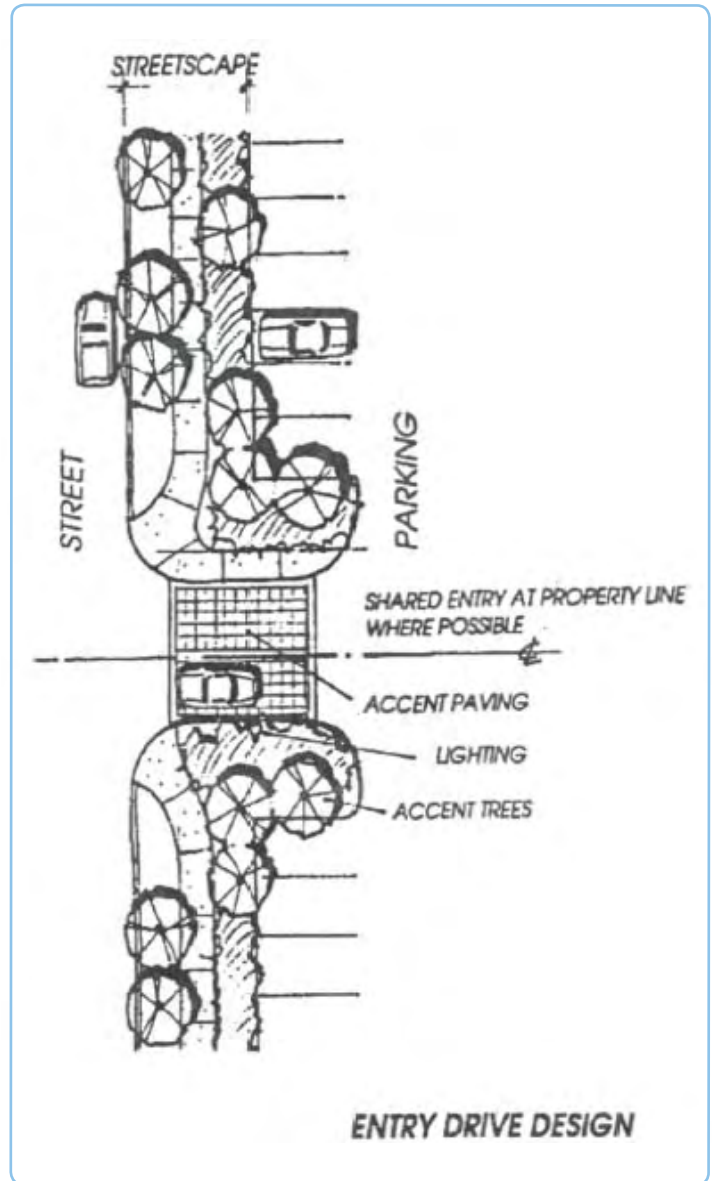 STREETSCAPE
STREET
PARKING
SHARED ENTRY AT PROPERTY LINE
WHERE POSSIBLE
℄
ACCENT PAVING
LIGHTING
ACCENT TREES
ENTRY DRIVE DESIGN